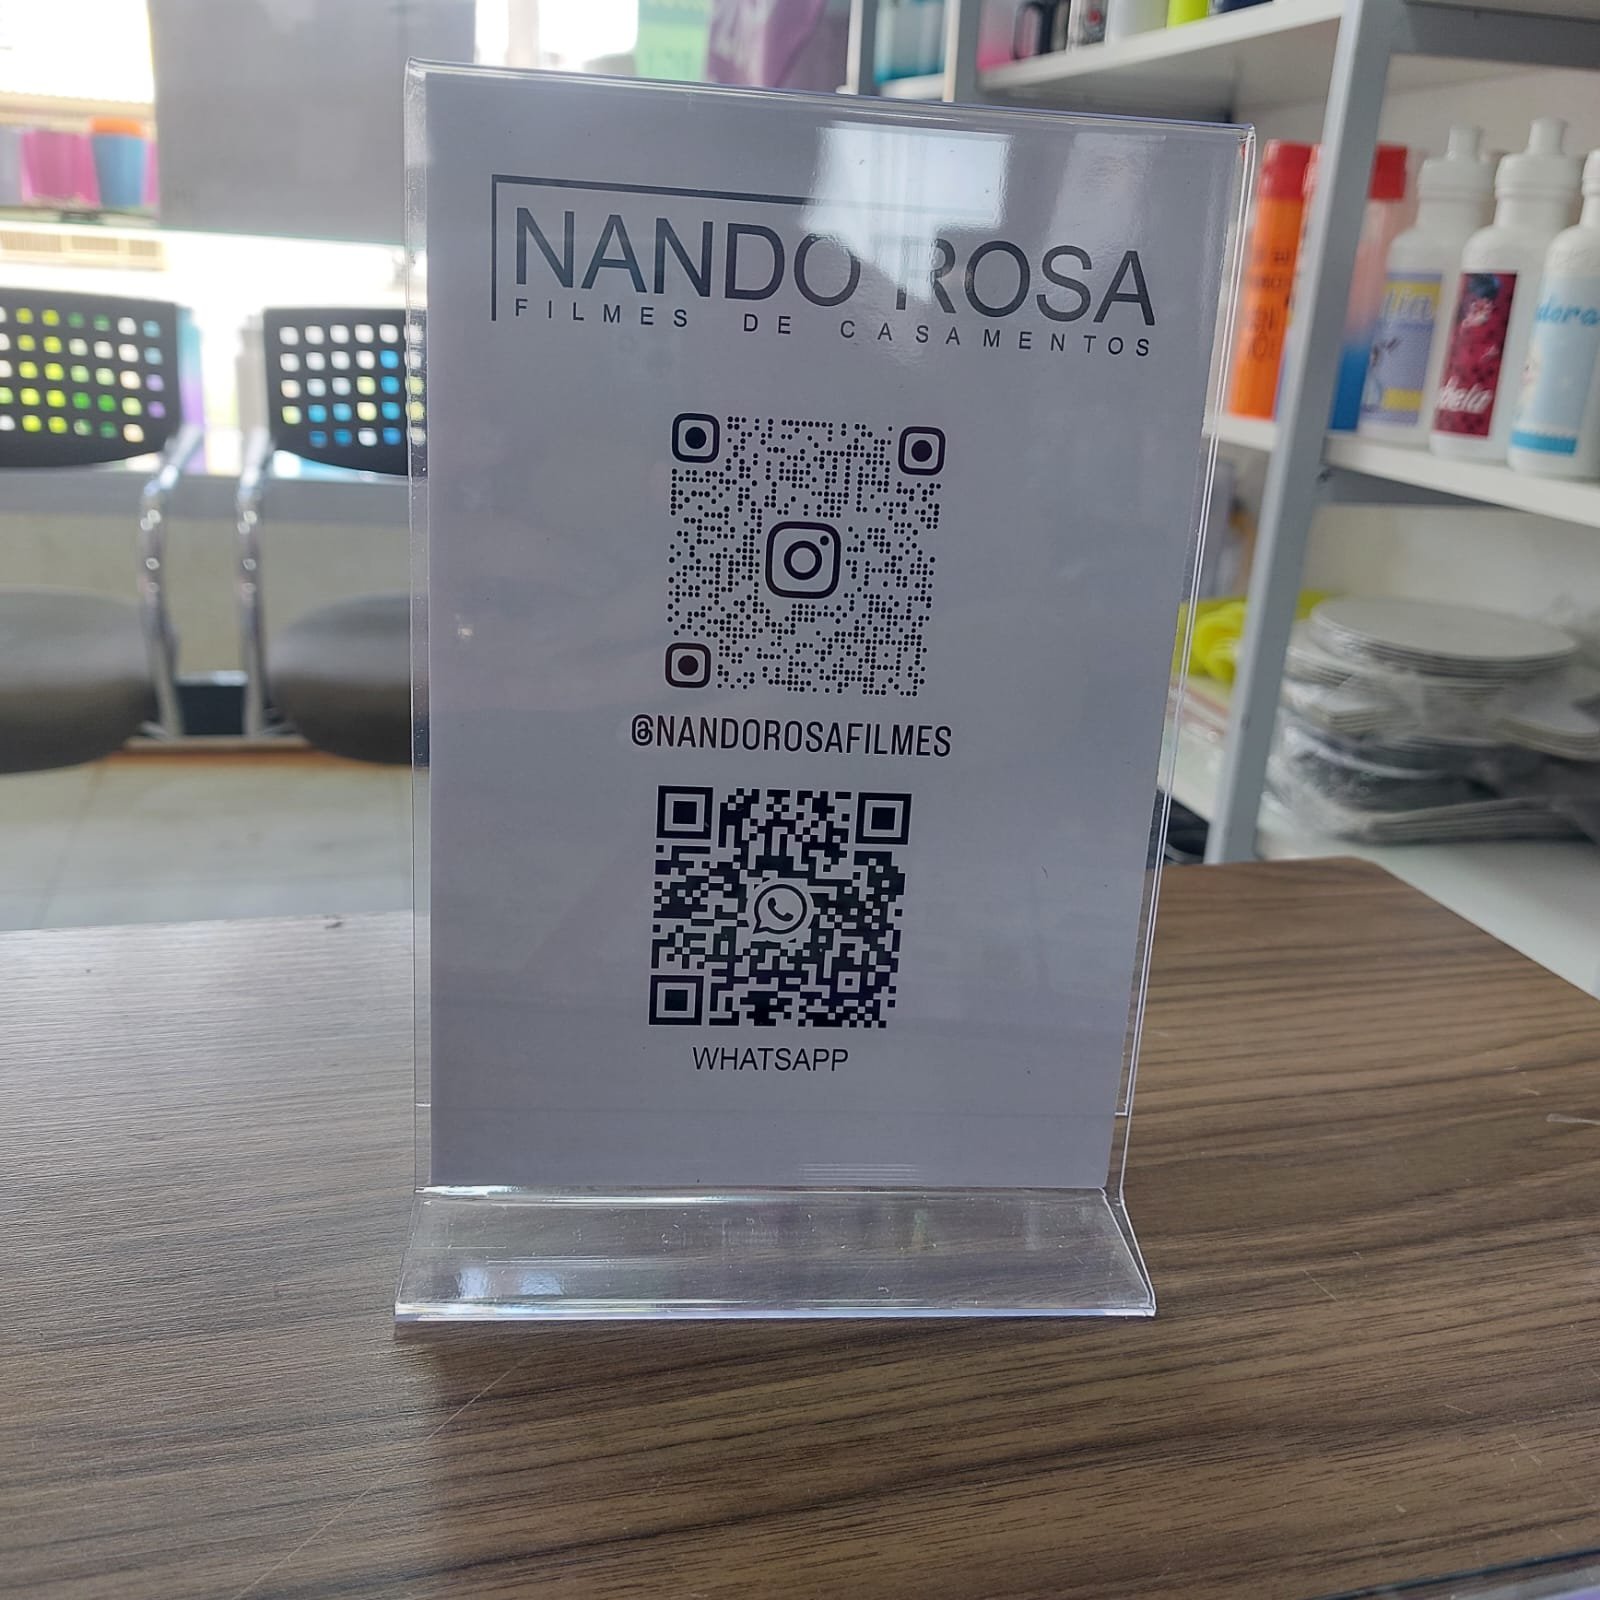 NANDO ROSA
FILMES DE CASAMENTOS
@NANDOROSAFILMES
WHATSAPP